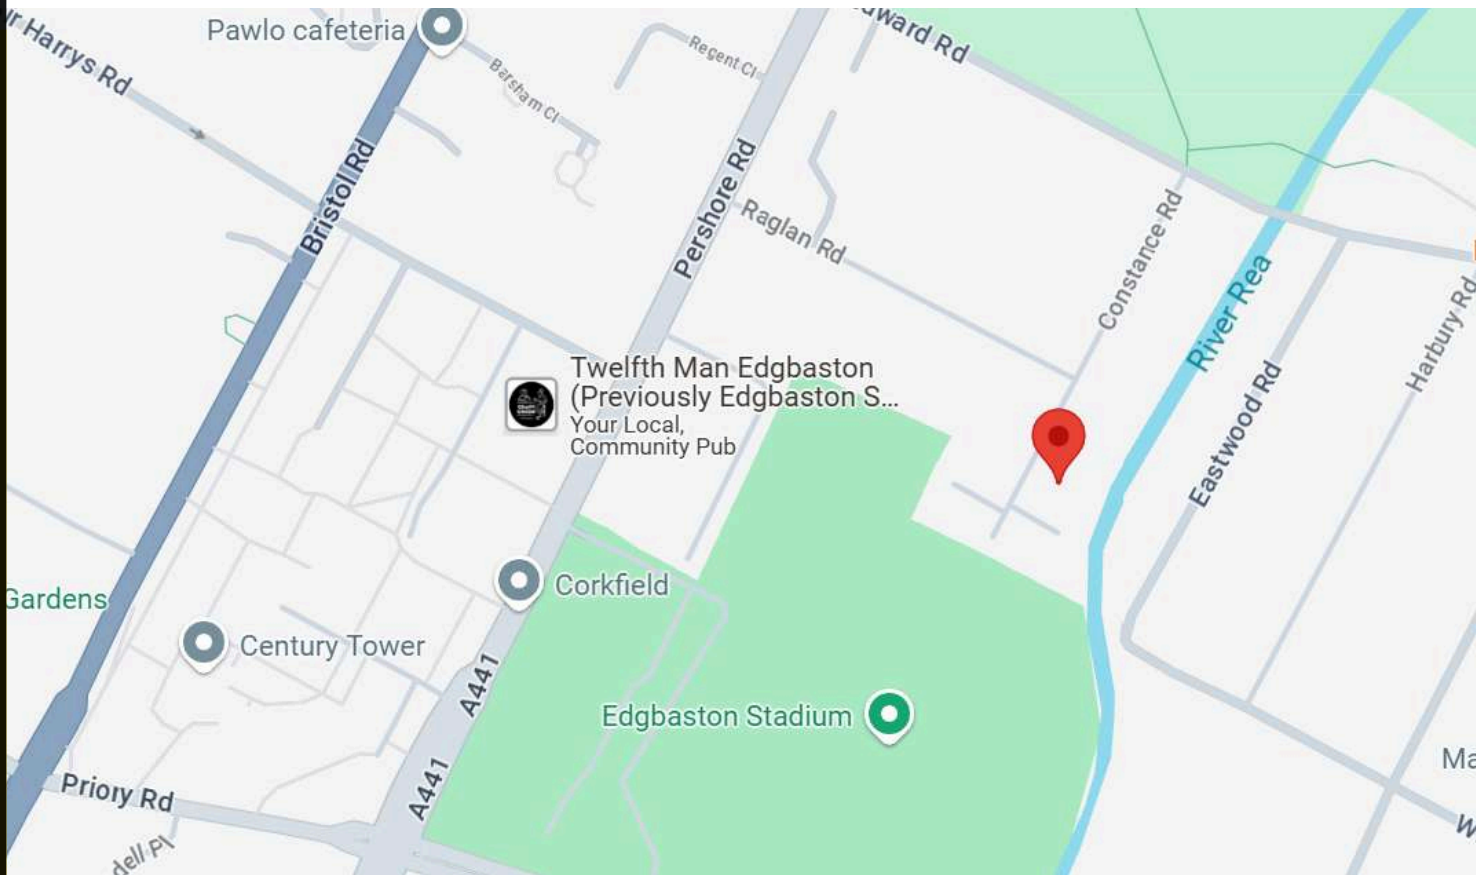 Pawlo cafeteria
Harrys Rd
Barsham Cl
Regent Cl
Rd
Bristol Rd
Pershore Rd
Raglan Rd
Constance Rd
River Rea
Harbury Rd
Eastwood Rd
Twelfth Man Edgbaston
(Previously Edgbaston S...
Your Local,
Community Pub
Corkfield
Gardens
Century Tower
A441
Edgbaston Stadium
A441
Priory Rd
Ma
dell Pl
W